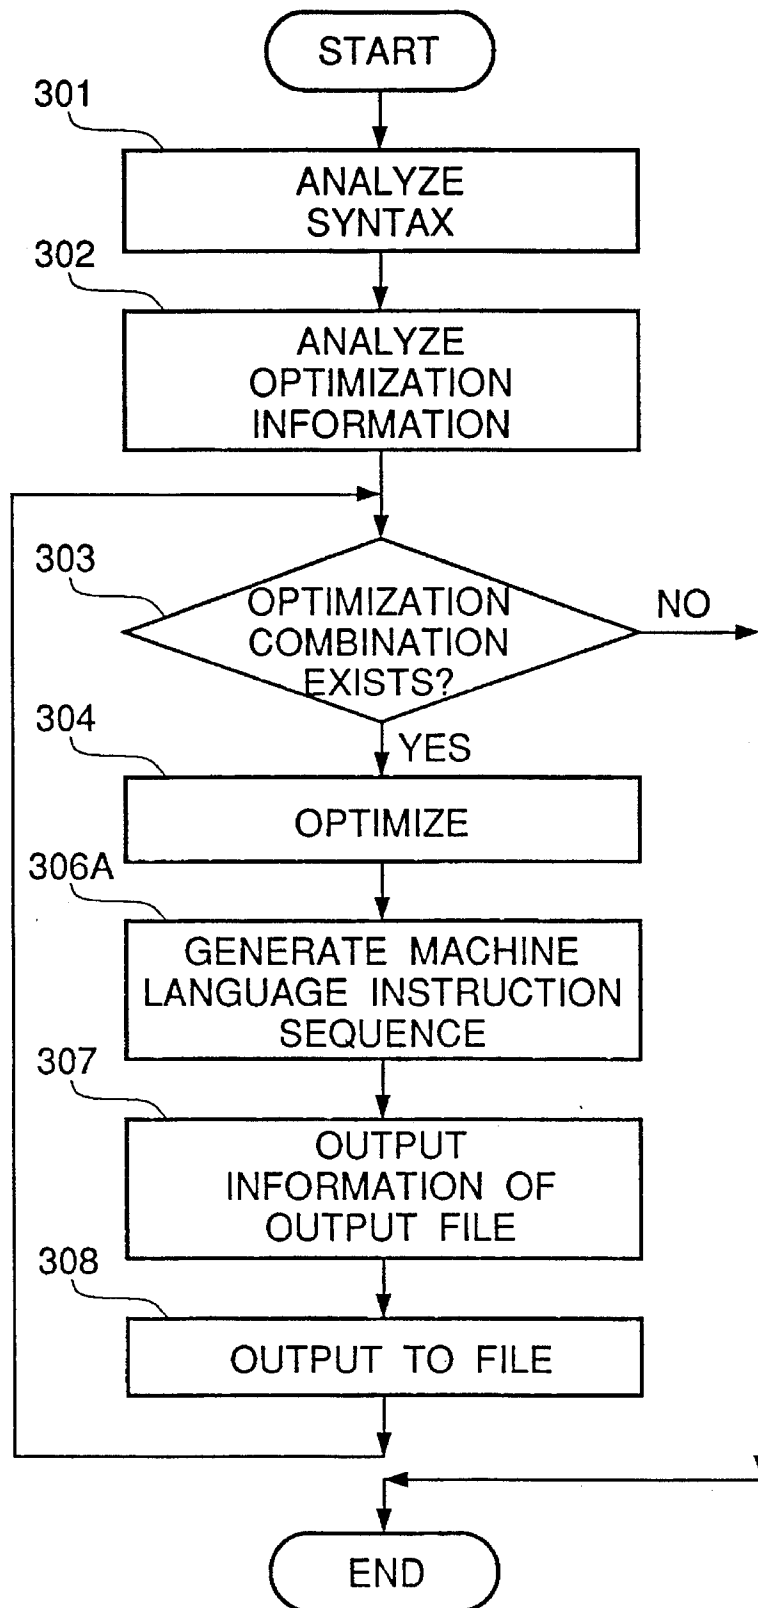 START
301
ANALYZE
SYNTAX
302
ANALYZE
OPTIMIZATION
INFORMATION
303
OPTIMIZATION
COMBINATION
EXISTS?
NO
YES
304
OPTIMIZE
306A
GENERATE MACHINE
LANGUAGE INSTRUCTION
SEQUENCE
307
OUTPUT
INFORMATION OF
OUTPUT FILE
308
OUTPUT TO FILE
END